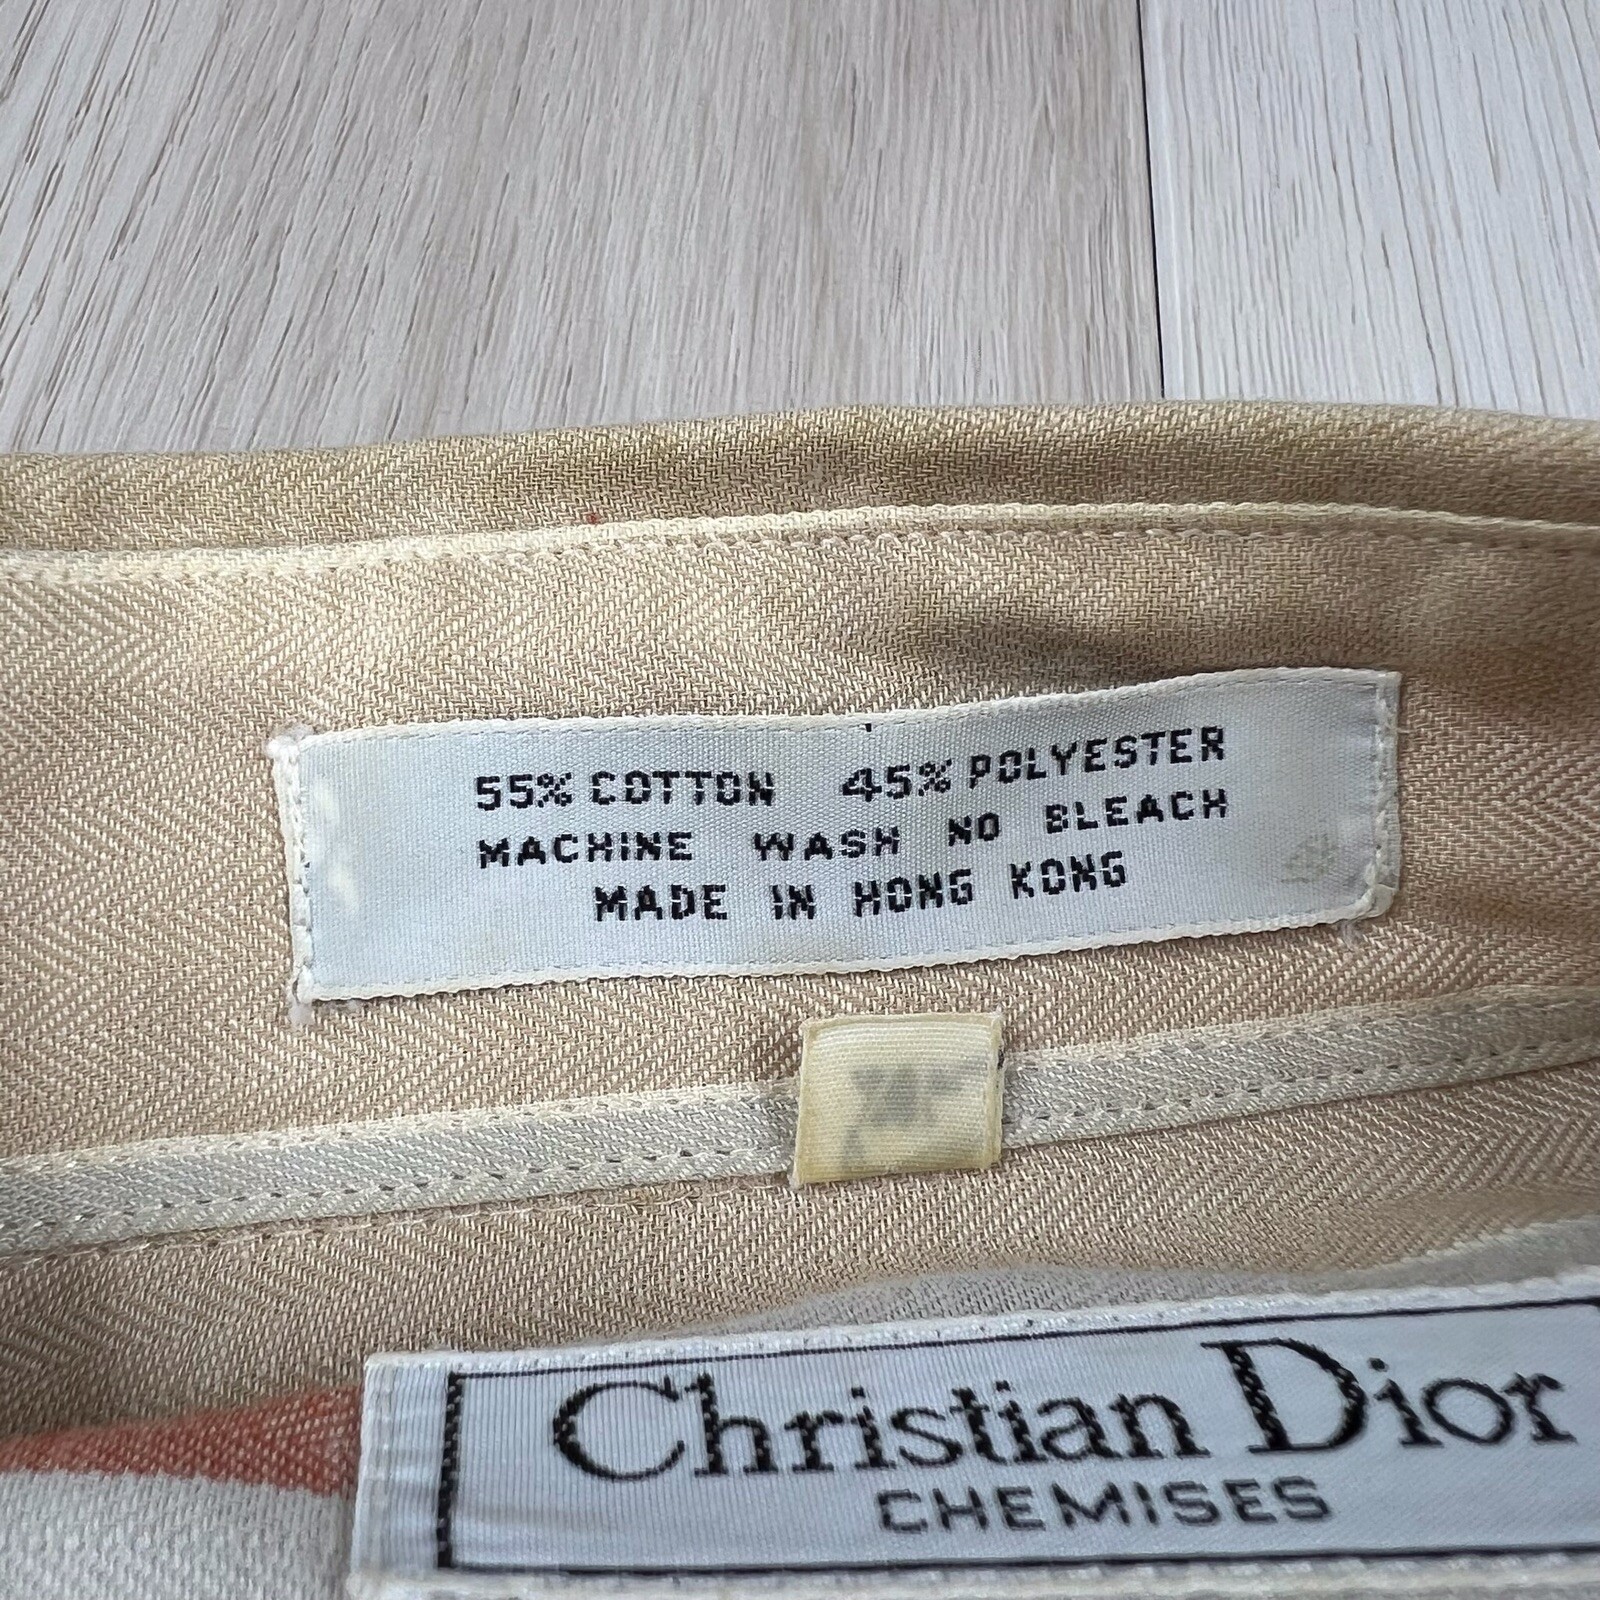 55% COTTON 45% POLYESTER
MACHINE WASH NO BLEACH
MADE IN HONG KONG
Christian Dior
CHEMISES